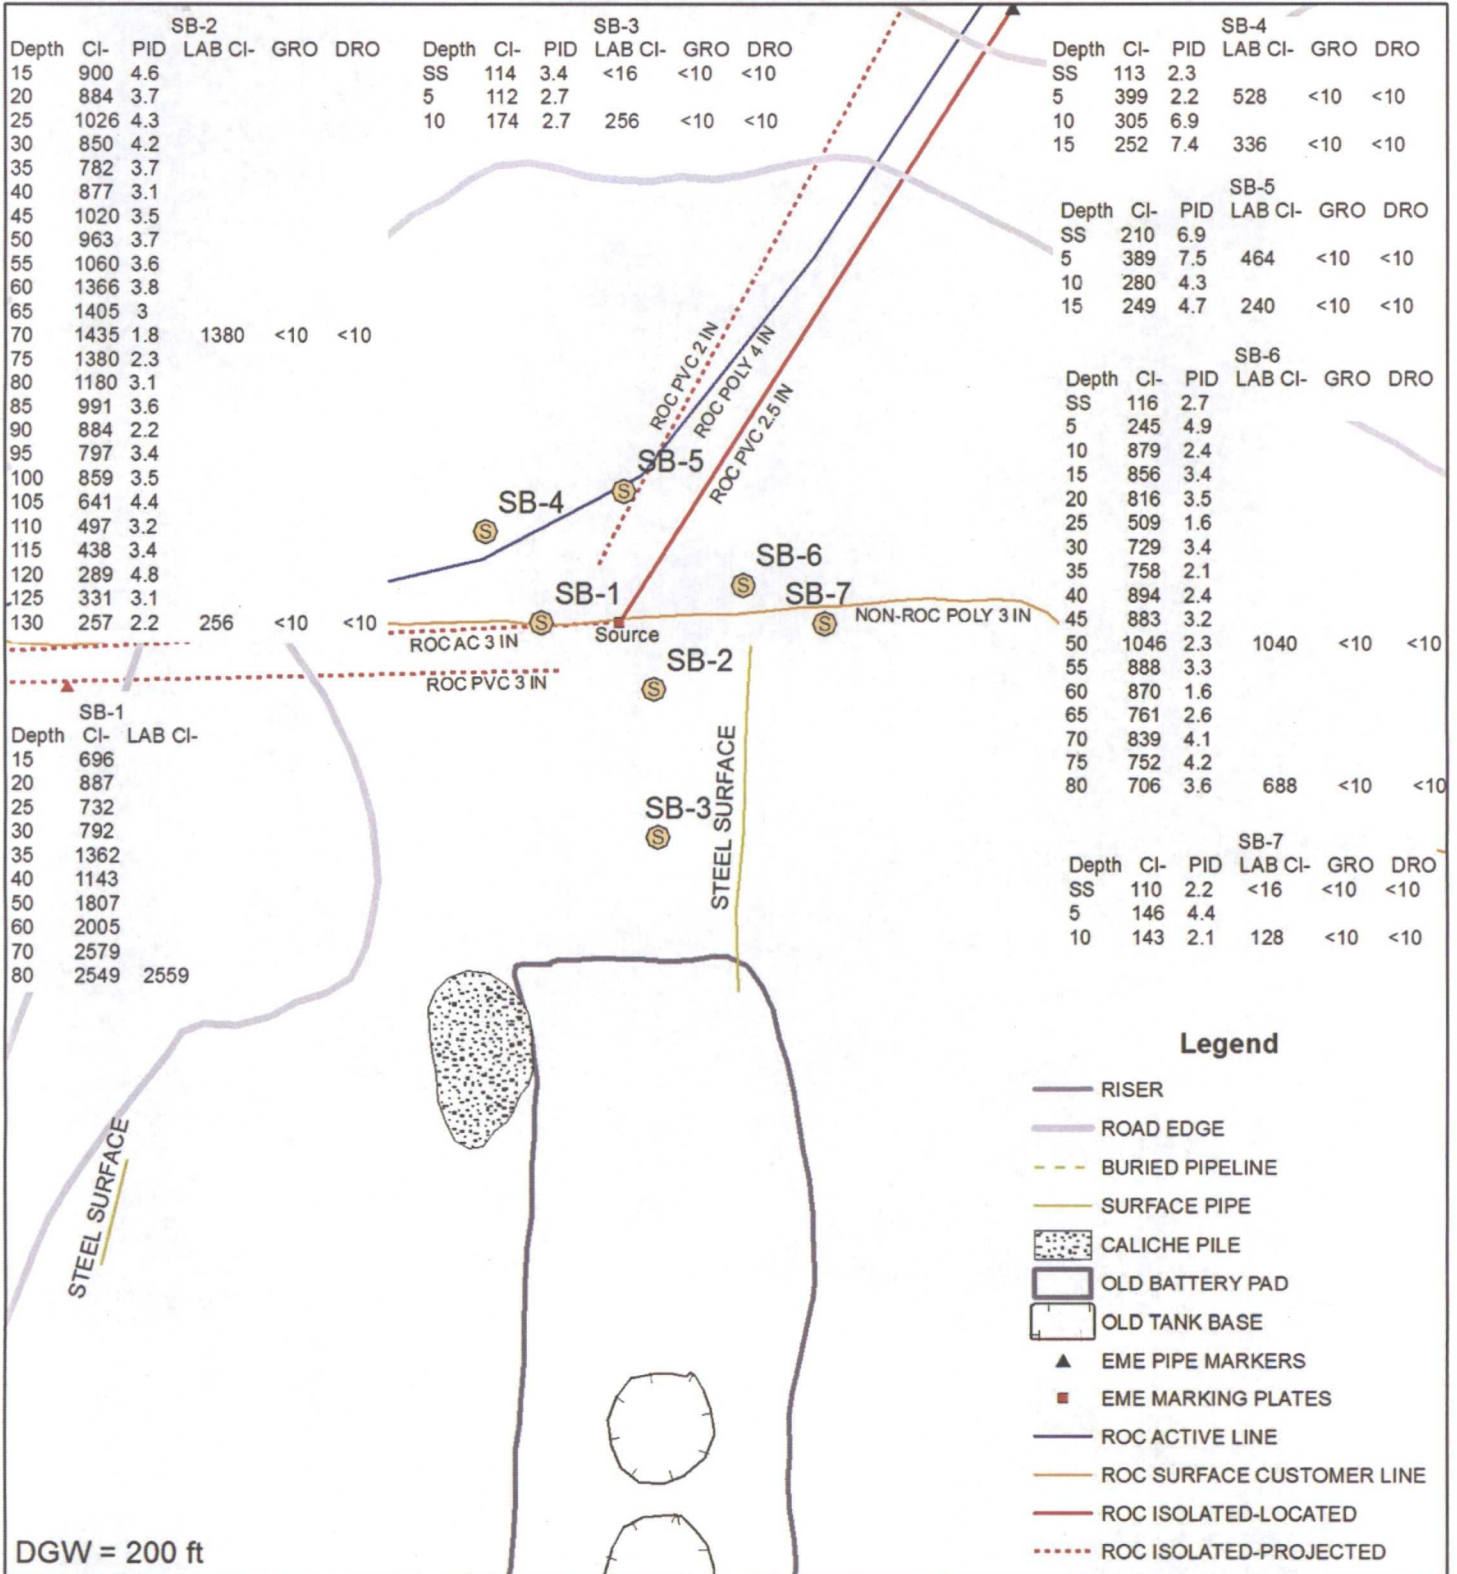 SB-2
Depth Cl- PID LAB Cl- GRO DRO
15 900 4.6
20 884 3.7
25 1026 4.3
30 850 4.2
35 782 3.7
40 877 3.1
45 1020 3.5
50 963 3.7
55 1060 3.6
60 1366 3.8
65 1405 3
70 1435 1.8 1380 <10 <10
75 1380 2.3
80 1180 3.1
85 991 3.6
90 884 2.2
95 797 3.4
100 859 3.5
105 641 4.4
110 497 3.2
115 438 3.4
120 289 4.8
125 331 3.1
130 257 2.2 256 <10 <10
SB-3
Depth Cl- PID LAB Cl- GRO DRO
SS 114 3.4 <16 <10 <10
5 112 2.7
10 174 2.7 256 <10 <10
SB-4
Depth Cl- PID LAB Cl- GRO DRO
SS 113 2.3
5 399 2.2 528 <10 <10
10 305 6.9
15 252 7.4 336 <10 <10
SB-5
Depth Cl- PID LAB Cl- GRO DRO
SS 210 6.9
5 389 7.5 464 <10 <10
10 280 4.3
15 249 4.7 240 <10 <10
SB-6
Depth Cl- PID LAB Cl- GRO DRO
SS 116 2.7
5 245 4.9
10 879 2.4
15 856 3.4
20 816 3.5
25 509 1.6
30 729 3.4
35 758 2.1
40 894 2.4
45 883 3.2
50 1046 2.3 1040 <10 <10
55 888 3.3
60 870 1.6
65 761 2.6
70 839 4.1
75 752 4.2
80 706 3.6 688 <10 <10
SB-7
Depth Cl- PID LAB Cl- GRO DRO
SS 110 2.2 <16 <10 <10
5 146 4.4
10 143 2.1 128 <10 <10
SB-1
Depth Cl- LAB Cl-
15 696
20 887
25 732
30 792
35 1362
40 1143
50 1807
60 2005
70 2579
80 2549 2559
ROC PVC 2 IN
ROC POLY 4 IN
ROC PVC 2.5 IN
SB-5
S
SB-4
S
SB-6
S
SB-1
S
SB-7
S
NON-ROC POLY 3 IN
Source
ROC AC 3 IN
SB-2
S
ROC PVC 3 IN
STEEL SURFACE
SB-3
S
STEEL SURFACE
Legend
RISER
ROAD EDGE
BURIED PIPELINE
SURFACE PIPE
CALICHE PILE
OLD BATTERY PAD
OLD TANK BASE
EME PIPE MARKERS
EME MARKING PLATES
ROC ACTIVE LINE
ROC SURFACE CUSTOMER LINE
ROC ISOLATED-LOCATED
ROC ISOLATED-PROJECTED
DGW = 200 ft